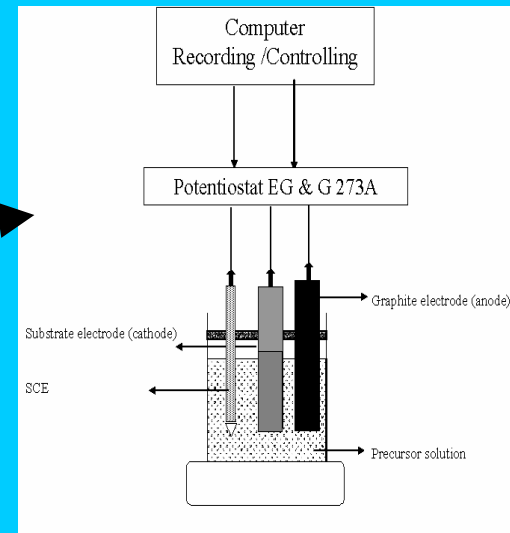 Computer
Recording /Controlling
Potentiostat EG & G 273A
Graphite electrode (anode)
Substrate electrode (cathode)
SCE
Precursor solution